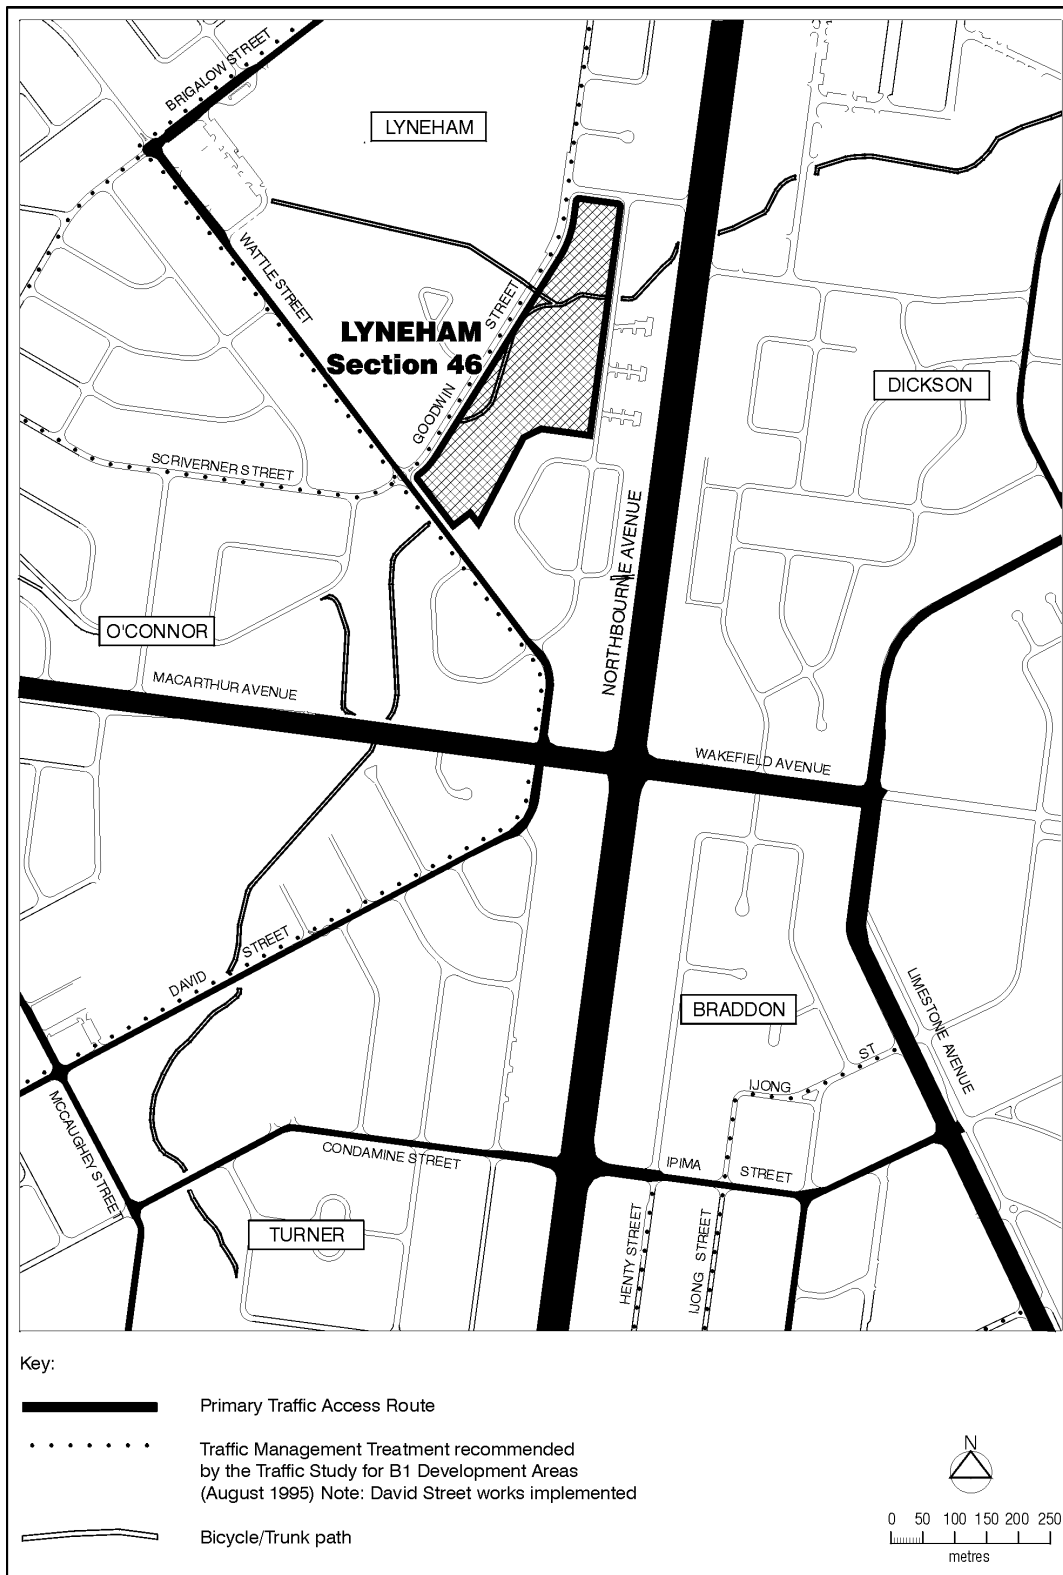 BRIGALOW STREET
LYNEHAM
WATTLE STREET
GOODWIN STREET
LYNEHAM
Section 46
DICKSON
SCRIVERNER STREET
NORTHBOURNE AVENUE
O'CONNOR
MACARTHUR AVENUE
WAKEFIELD AVENUE
DAVID STREET
BRADDON
LIMESTONE AVENUE
IJONG ST
MCCAUGHEY STREE
CONDAMINE STREET
IPIMA STREET
TURNER
HENTY STREET
IJONG STREET
Key:
Primary Traffic Access Route
Traffic Management Treatment recommended
by the Traffic Study for B1 Development Areas
(August 1995) Note: David Street works implemented
Bicycle/Trunk path
N
0 50 100 150 200 250
metres